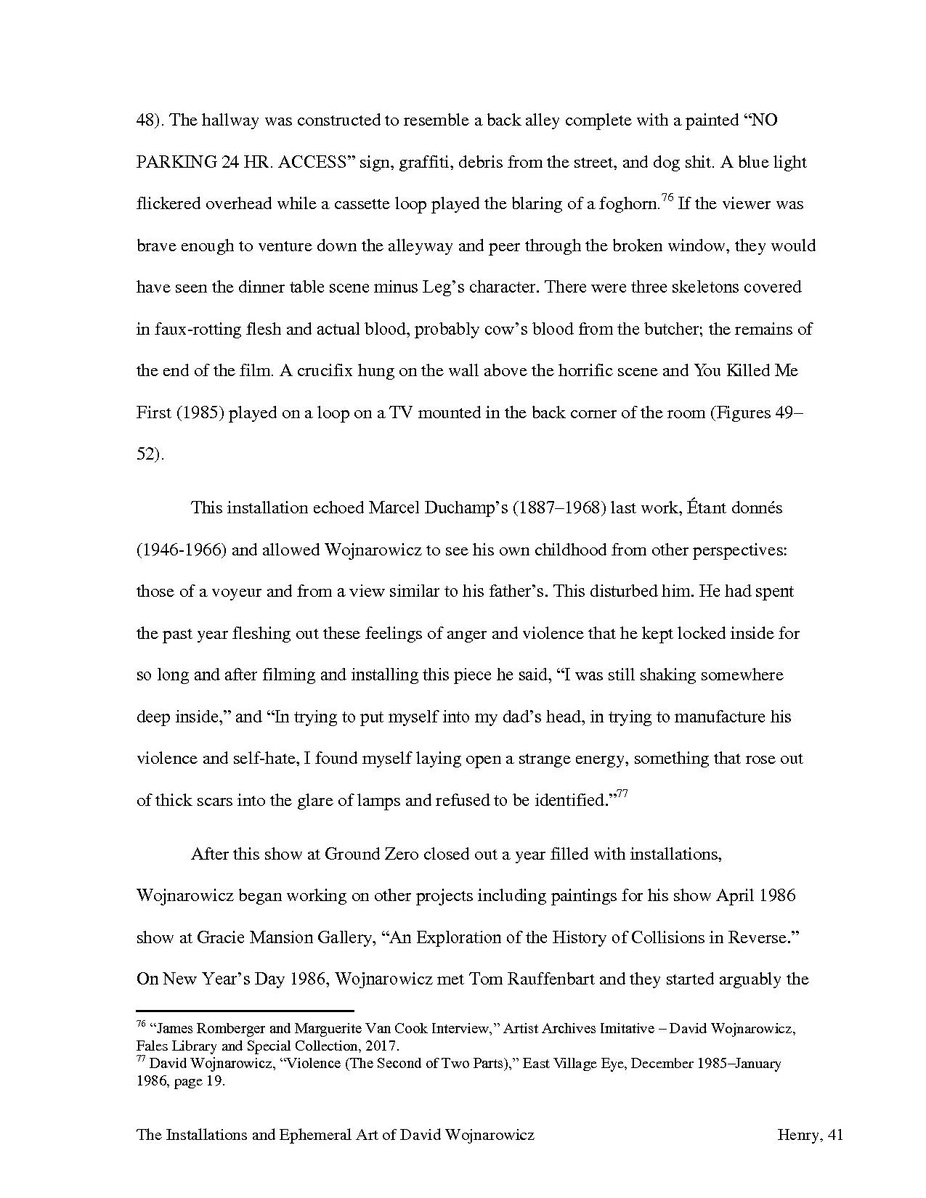 48). The hallway was constructed to resemble a back alley complete with a painted “NO
PARKING 24 HR. ACCESS” sign, graffiti, debris from the street, and dog shit. A blue light
flickered overhead while a cassette loop played the blaring of a foghorn.76 If the viewer was
brave enough to venture down the alleyway and peer through the broken window, they would
have seen the dinner table scene minus Leg’s character. There were three skeletons covered
in faux-rotting flesh and actual blood, probably cow’s blood from the butcher; the remains of
the end of the film. A crucifix hung on the wall above the horrific scene and You Killed Me
First (1985) played on a loop on a TV mounted in the back corner of the room (Figures 49–
52).
This installation echoed Marcel Duchamp’s (1887–1968) last work, Étant donnés
(1946-1966) and allowed Wojnarowicz to see his own childhood from other perspectives:
those of a voyeur and from a view similar to his father’s. This disturbed him. He had spent
the past year fleshing out these feelings of anger and violence that he kept locked inside for
so long and after filming and installing this piece he said, “I was still shaking somewhere
deep inside,” and “In trying to put myself into my dad’s head, in trying to manufacture his
violence and self-hate, I found myself laying open a strange energy, something that rose out
of thick scars into the glare of lamps and refused to be identified.”77
After this show at Ground Zero closed out a year filled with installations,
Wojnarowicz began working on other projects including paintings for his show April 1986
show at Gracie Mansion Gallery, “An Exploration of the History of Collisions in Reverse.”
On New Year’s Day 1986, Wojnarowicz met Tom Rauffenbart and they started arguably the
76 “James Romberger and Marguerite Van Cook Interview,” Artist Archives Imitative – David Wojnarowicz,
Fales Library and Special Collection, 2017.
77 David Wojnarowicz, “Violence (The Second of Two Parts),” East Village Eye, December 1985–January
1986, page 19.
The Installations and Ephemeral Art of David Wojnarowicz Henry, 41